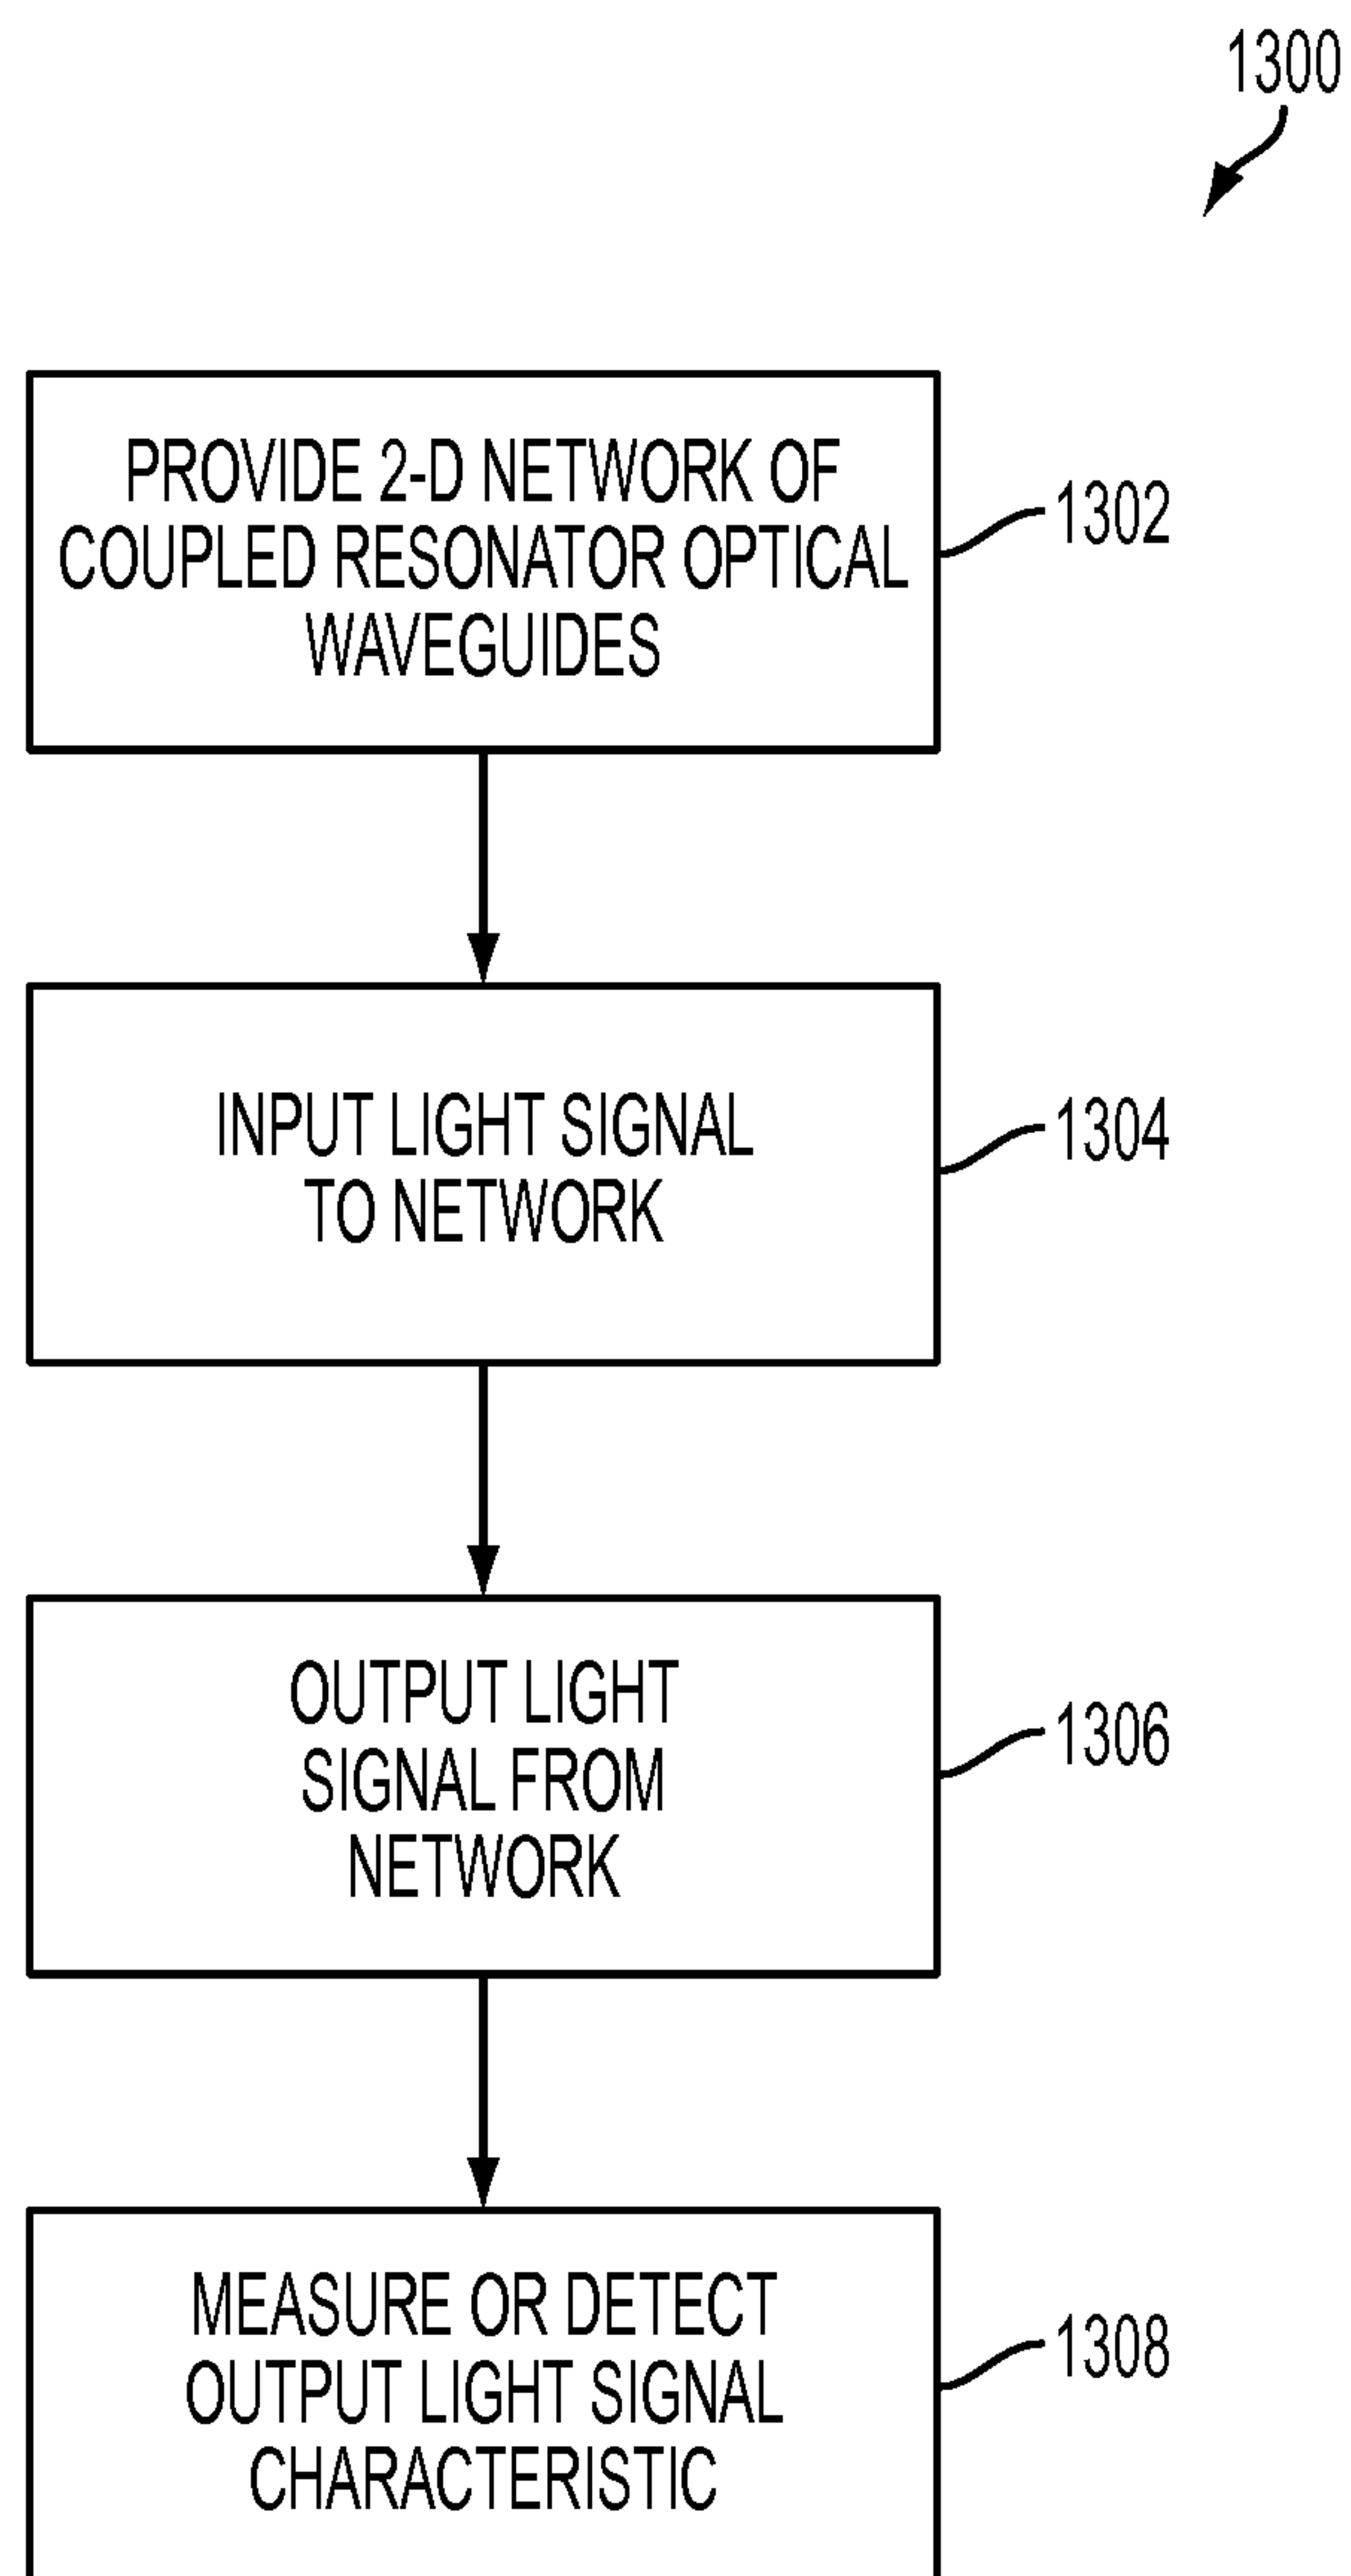 1300
PROVIDE 2-D NETWORK OF
COUPLED RESONATOR OPTICAL
WAVEGUIDES
1302
INPUT LIGHT SIGNAL
TO NETWORK
1304
OUTPUT LIGHT
SIGNAL FROM
NETWORK
1306
MEASURE OR DETECT
OUTPUT LIGHT SIGNAL
CHARACTERISTIC
1308